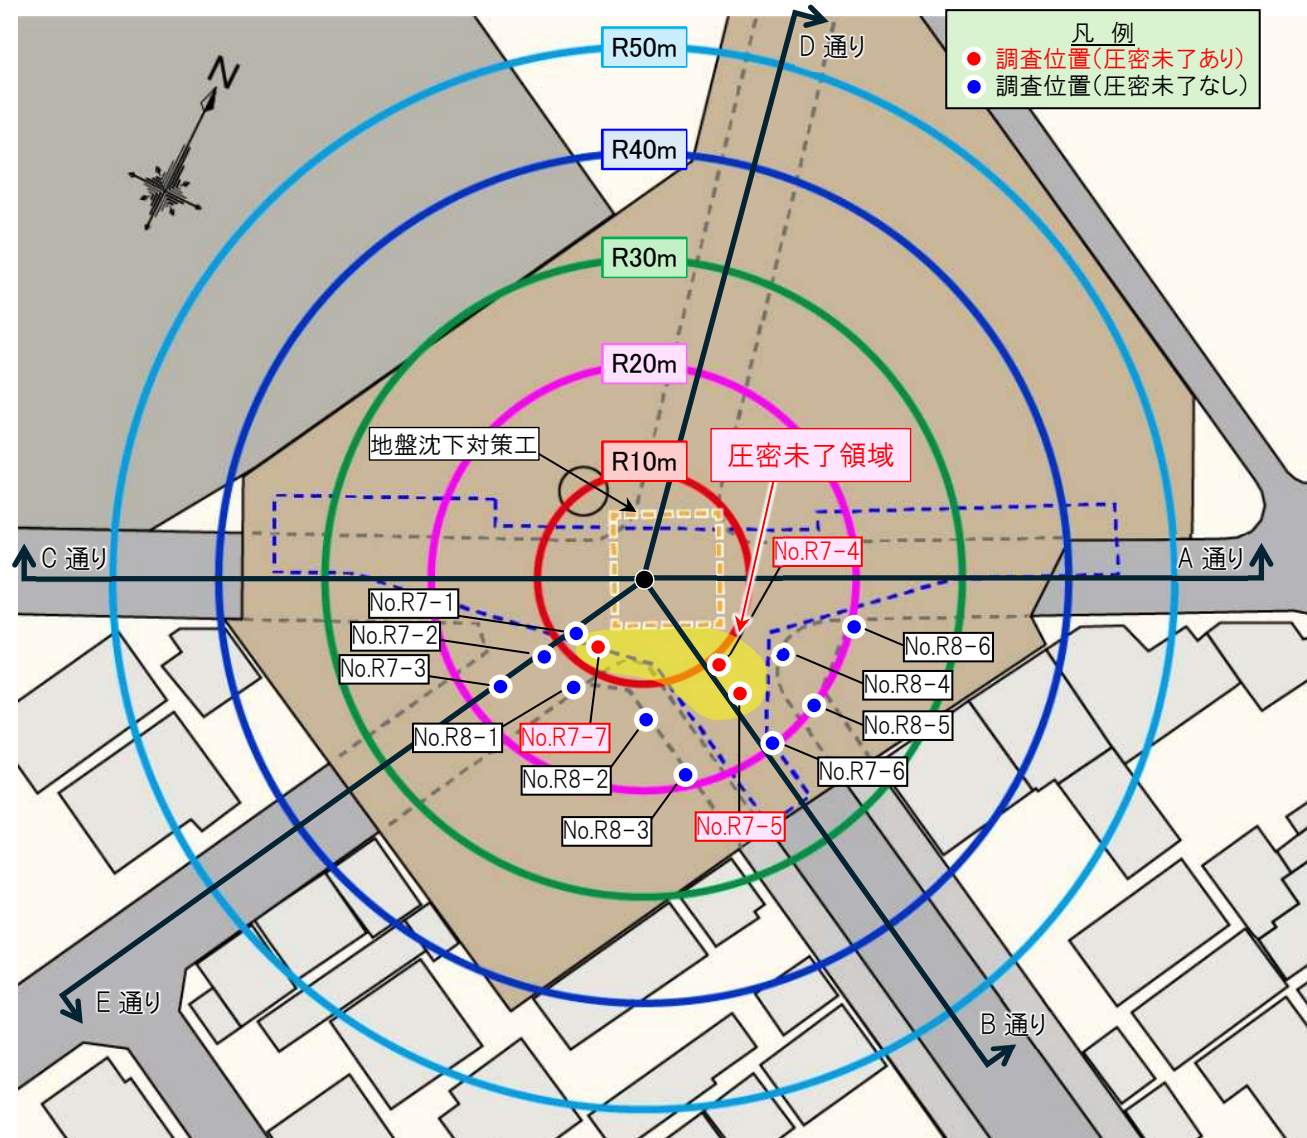 R50m
D 通り
凡 例
調査位置(圧密未了あり)
調査位置(圧密未了なし)
N
R40m
R30m
R20m
地盤沈下対策工
R10m
圧密未了領域
No.R7-4
C 通り
A 通り
No.R7-1
No.R7-2
No.R7-3
No.R8-6
No.R8-4
No.R8-5
No.R8-1
No.R7-7
No.R8-2
No.R7-6
No.R8-3
No.R7-5
E 通り
B 通り